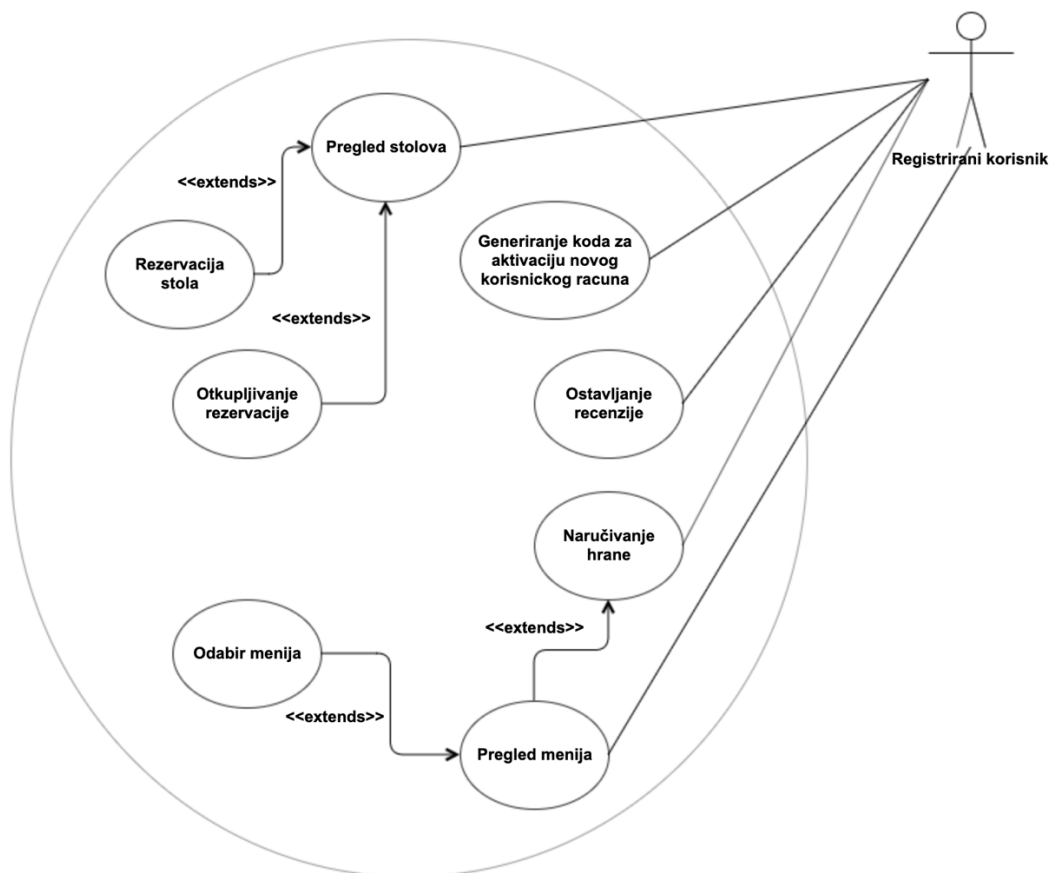 Pregled stolova
<<extends>>
Registrirani korisnik
Rezervacija
stola
Generiranje koda za
aktivaciju novog
korisnickog racuna
<<extends>>
Otkupljivanje
rezervacije
Ostavljanje
recenzije
Naručivanje
hrane
<<extends>>
Odabir menija
<<extends>>
Pregled menija